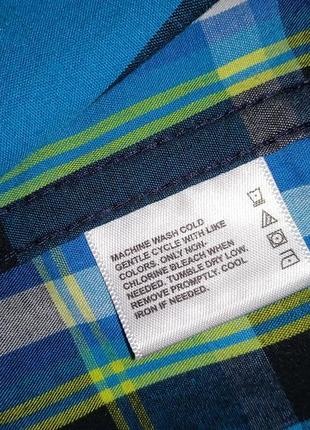 MACHINE WASH COLD
GENTLE CYCLE WITH LIKE
COLORS. ONLY NON-
CHLORINE BLEACH WHEN
NEEDED. TUMBLE DRY LOW.
REMOVE PROMPTLY. COOL
IRON IF NEEDED.